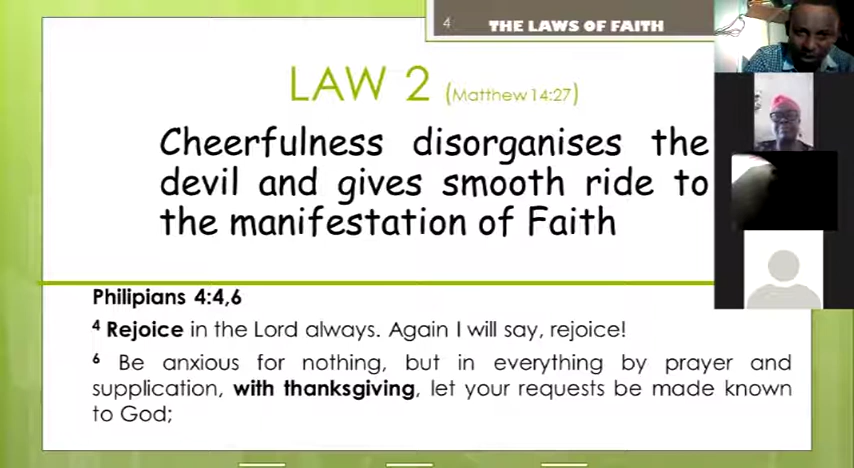 4 THE LAWS OF FAITH
LAW 2 (Matthew 14:27)
Cheerfulness disorganises the
devil and gives smooth ride to
the manifestation of Faith
Philipians 4:4,6
4 Rejoice in the Lord always. Again I will say, rejoice!
6 Be anxious for nothing, but in everything by prayer and
supplication, with thanksgiving, let your requests be made known
to God;